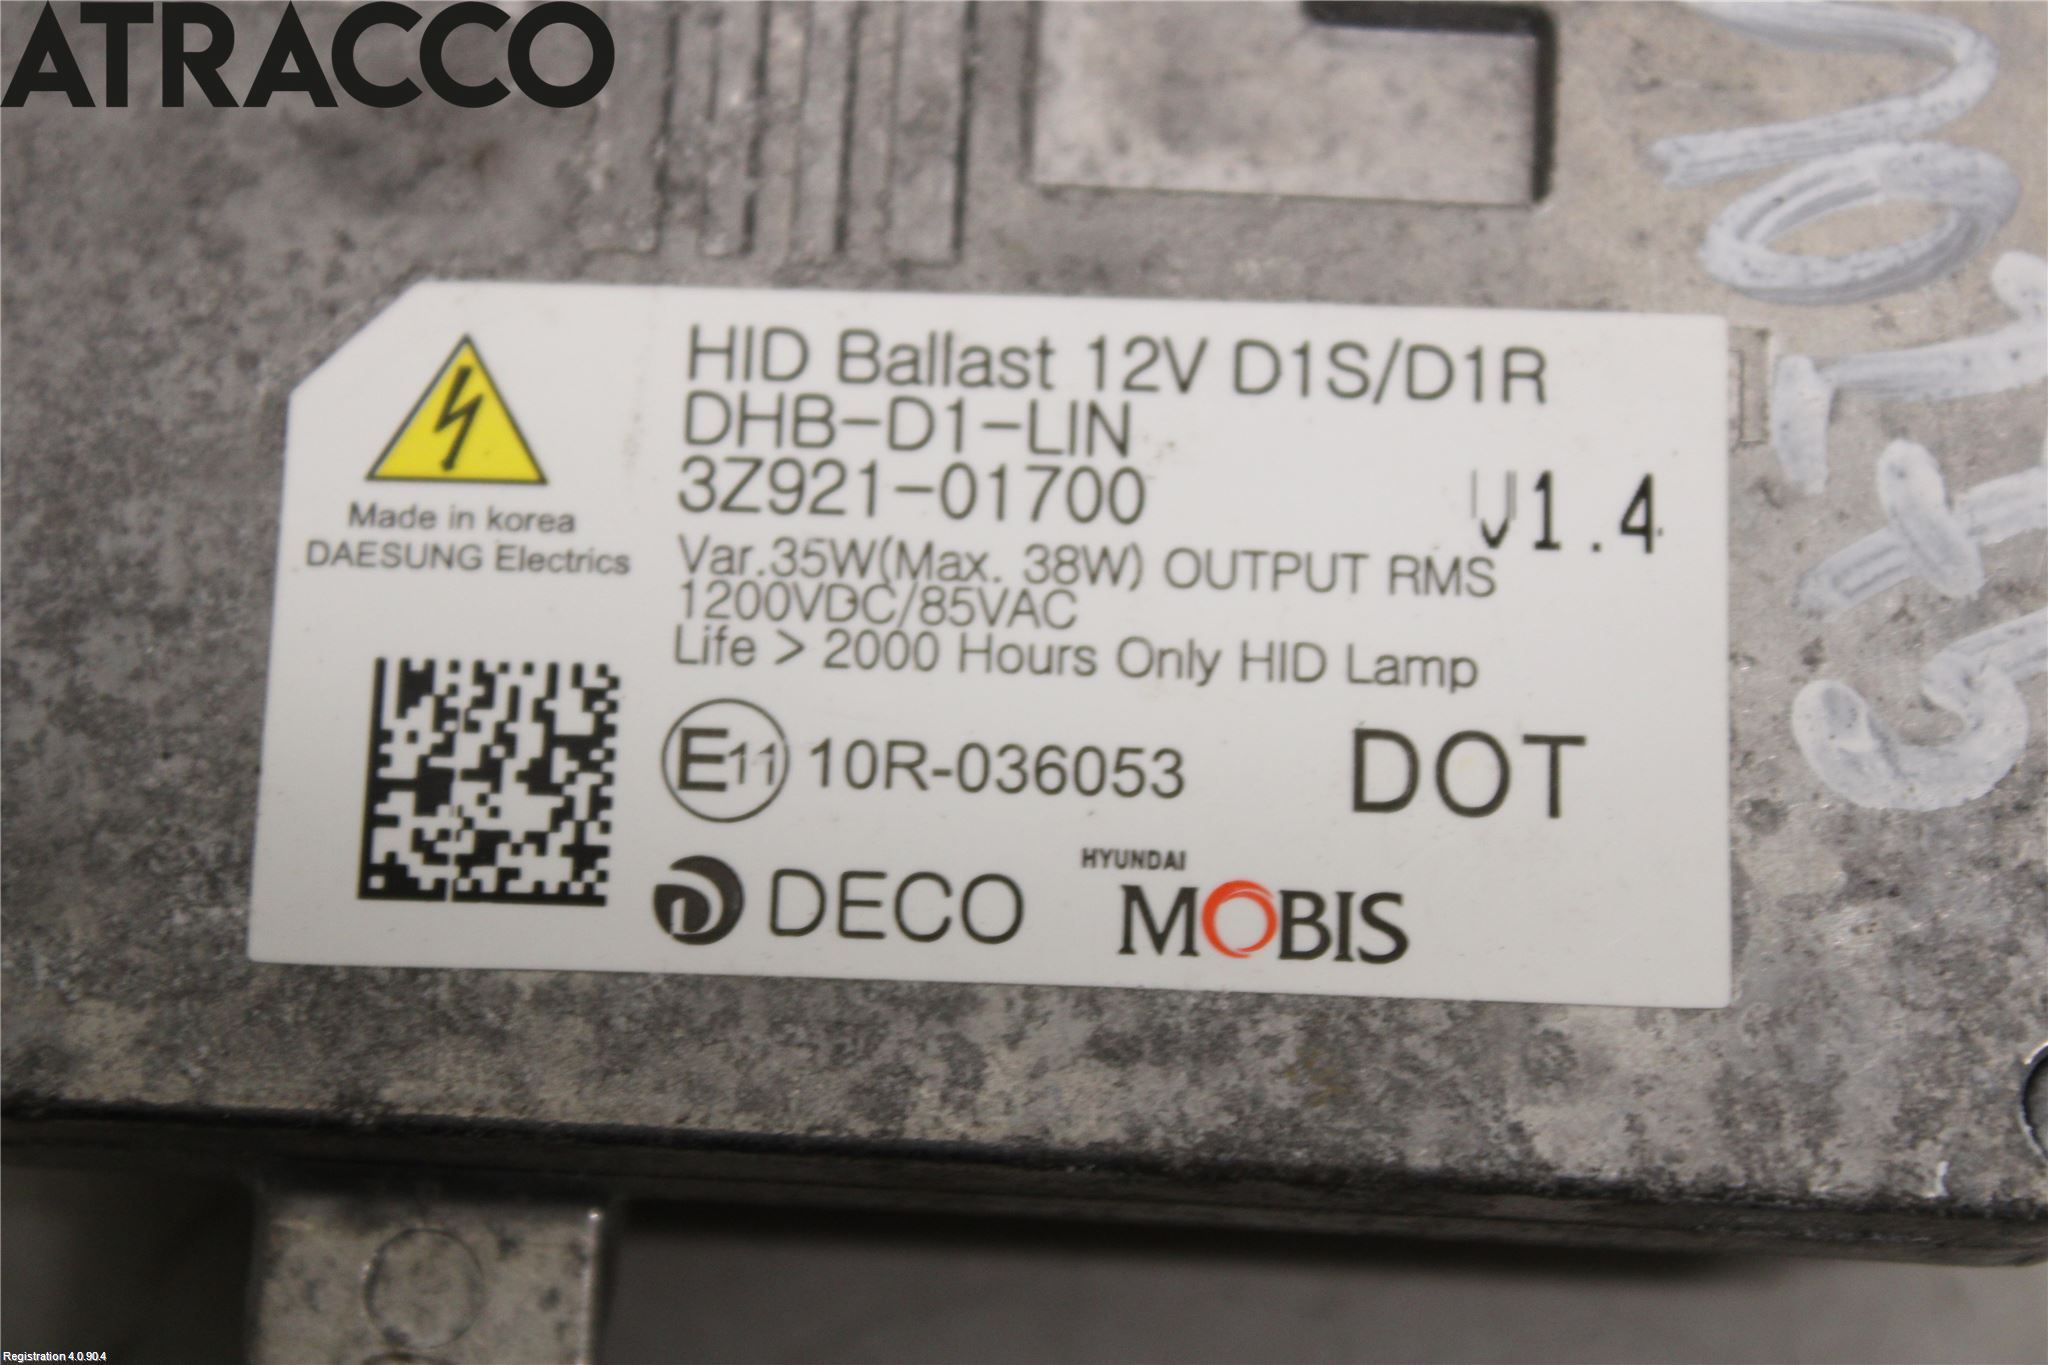 ATRACCO
HID Ballast 12V D1S/D1R
DHB-D1-LIN
3Z921-01700
V1.4
Made in korea
DAESUNG Electrics
Var.35W(Max. 38W) OUTPUT RMS
1200VDC/85VAC
Life > 2000 Hours Only HID Lamp
E11 10R-036053 DOT
DECO
HYUNDAI
MOBIS
Registration 4.0.90.4